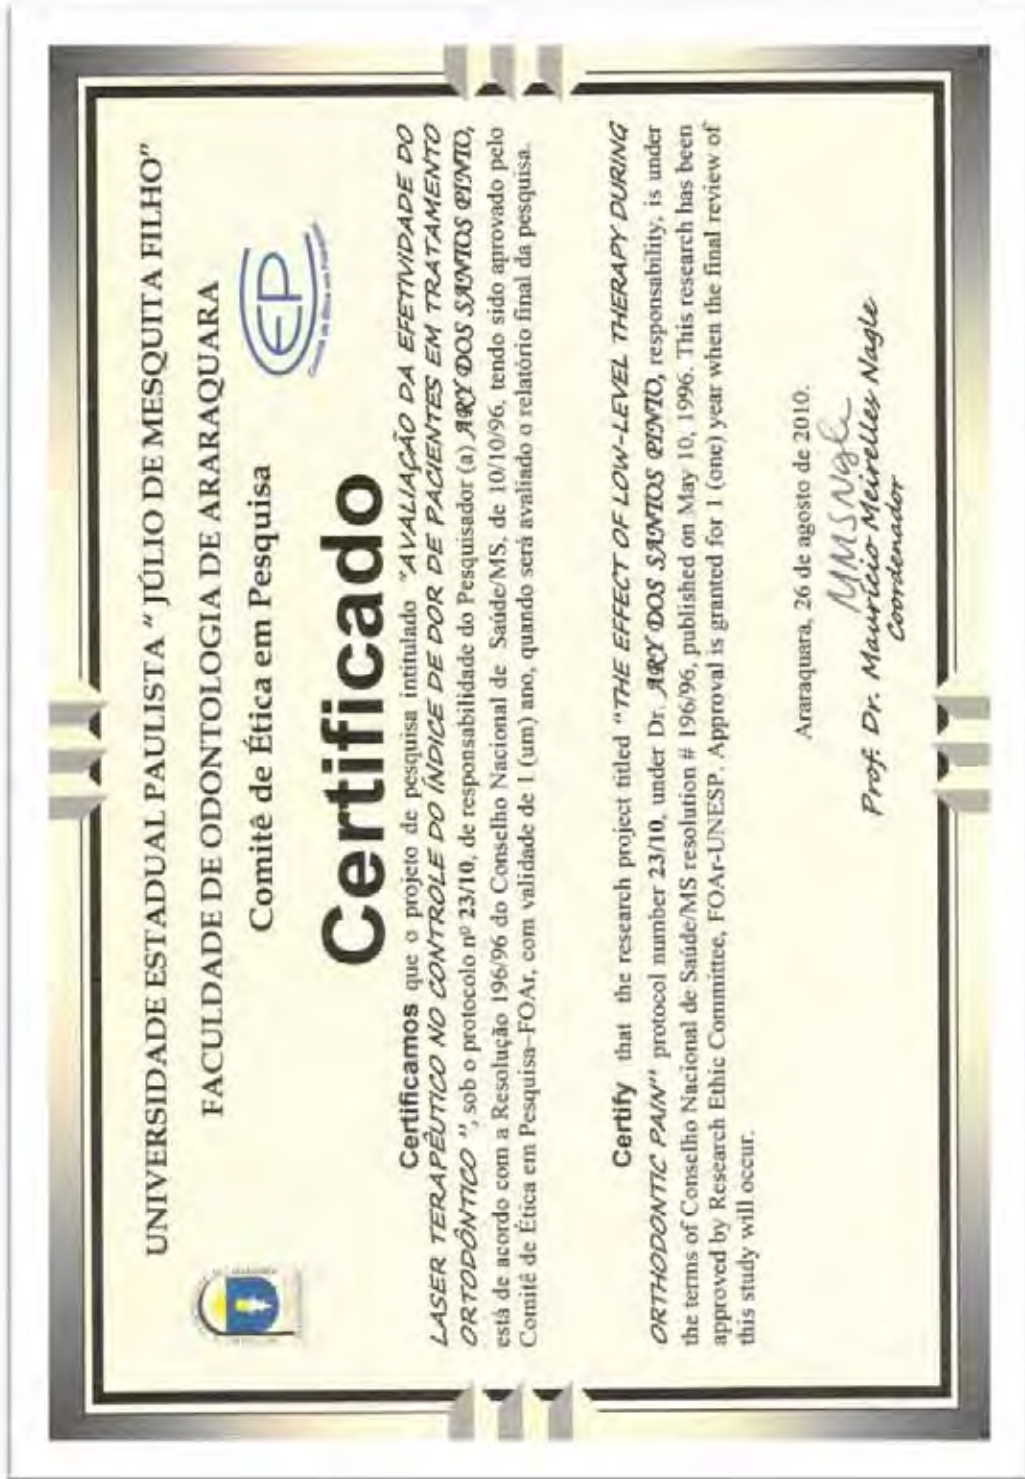 UNIVERSIDADE ESTADUAL PAULISTA “ JÚLIO DE MESQUITA FILHO”
FACULDADE DE ODONTOLOGIA DE ARARAQUARA
Comitê de Ética em Pesquisa
CEP
Comitê de Ética em Pesquisa
Certificado
Certificamos que o projeto de pesquisa intitulado "AVALIAÇÃO DA EFETIVIDADE DO
LASER TERAPÊUTICO NO CONTROLE DO ÍNDICE DE DOR DE PACIENTES EM TRATAMENTO
ORTODÔNTICO ", sob o protocolo nº 23/10, de responsabilidade do Pesquisador (a) ARY DOS SANTOS PINTO,
está de acordo com a Resolução 196/96 do Conselho Nacional de Saúde/MS, de 10/10/96, tendo sido aprovado pelo
Comitê de Ética em Pesquisa-FOAr, com validade de 1 (um) ano, quando será avaliado o relatório final da pesquisa.
Certify that the research project titled "THE EFFECT OF LOW-LEVEL THERAPY DURING
ORTHODONTIC PAIN" protocol number 23/10, under Dr. ARY DOS SANTOS PINTO, responsability, is under
the terms of Conselho Nacional de Saúde/MS resolution # 196/96, published on May 10, 1996. This research has been
approved by Research Ethic Committee, FOAr-UNESP. Approval is granted for 1 (one) year when the final review of
this study will occur.
Araraquara, 26 de agosto de 2010.
MMSNagle
Prof. Dr. Maurício Meirelles Nagle
Coordenador